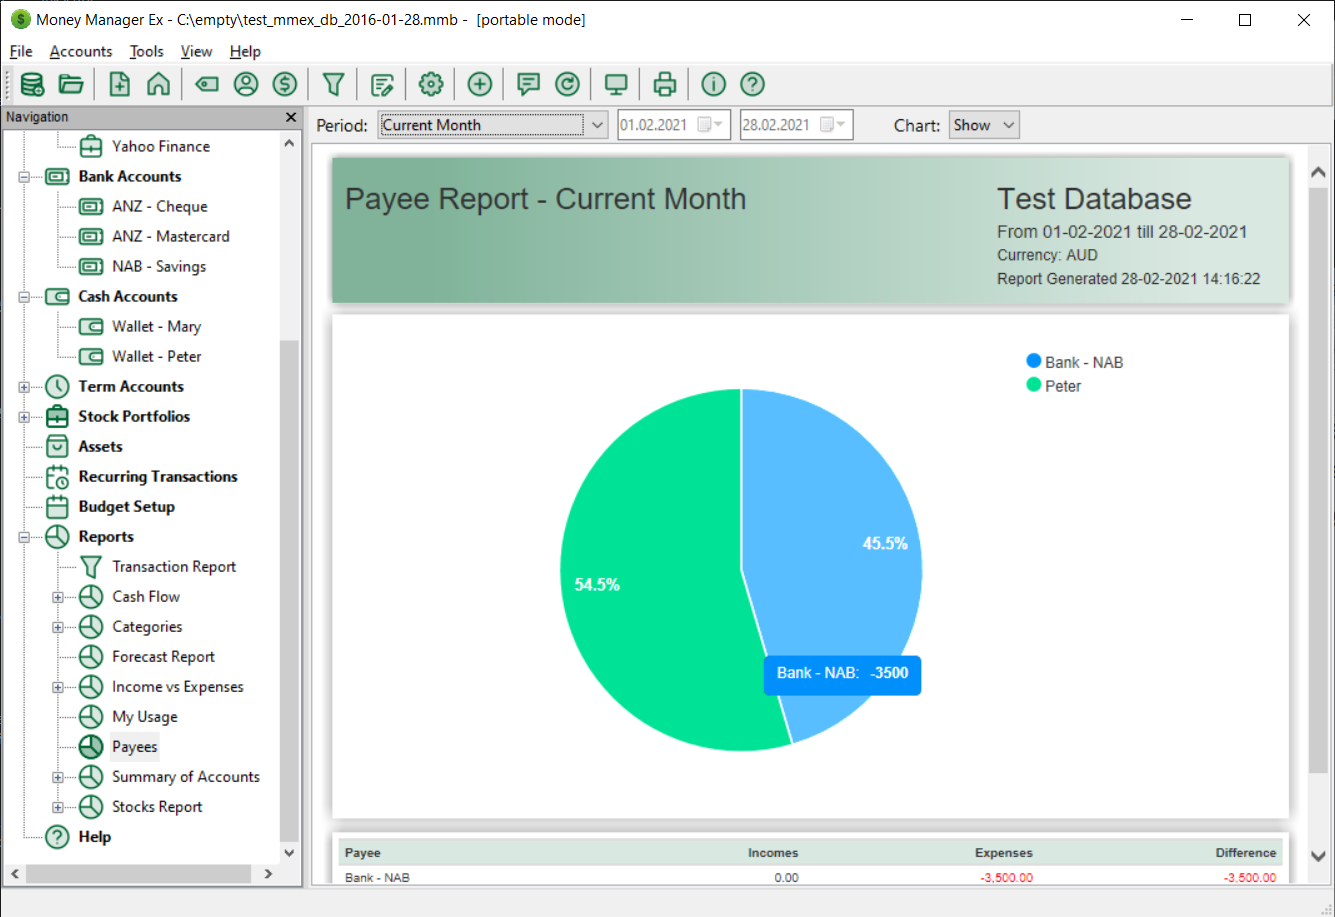 Money Manager Ex - C:\empty\test_mmex_db_2016-01-28.mmb - [portable mode]
File Accounts Tools View Help
Navigation
Yahoo Finance
Bank Accounts
ANZ - Cheque
ANZ - Mastercard
NAB - Savings
Cash Accounts
Wallet - Mary
Wallet - Peter
Term Accounts
Stock Portfolios
Assets
Recurring Transactions
Budget Setup
Reports
Transaction Report
Cash Flow
Categories
Forecast Report
Income vs Expenses
My Usage
Payees
Summary of Accounts
Stocks Report
Help
Period: Current Month 01.02.2021 28.02.2021 Chart: Show
Payee Report - Current Month
Test Database
From 01-02-2021 till 28-02-2021
Currency: AUD
Report Generated 28-02-2021 14:16:22
Bank - NAB
Peter
45.5%
54.5%
Bank - NAB: -3500
Payee Incomes Expenses Difference
Bank - NAB 0.00 -3,500.00 -3,500.00